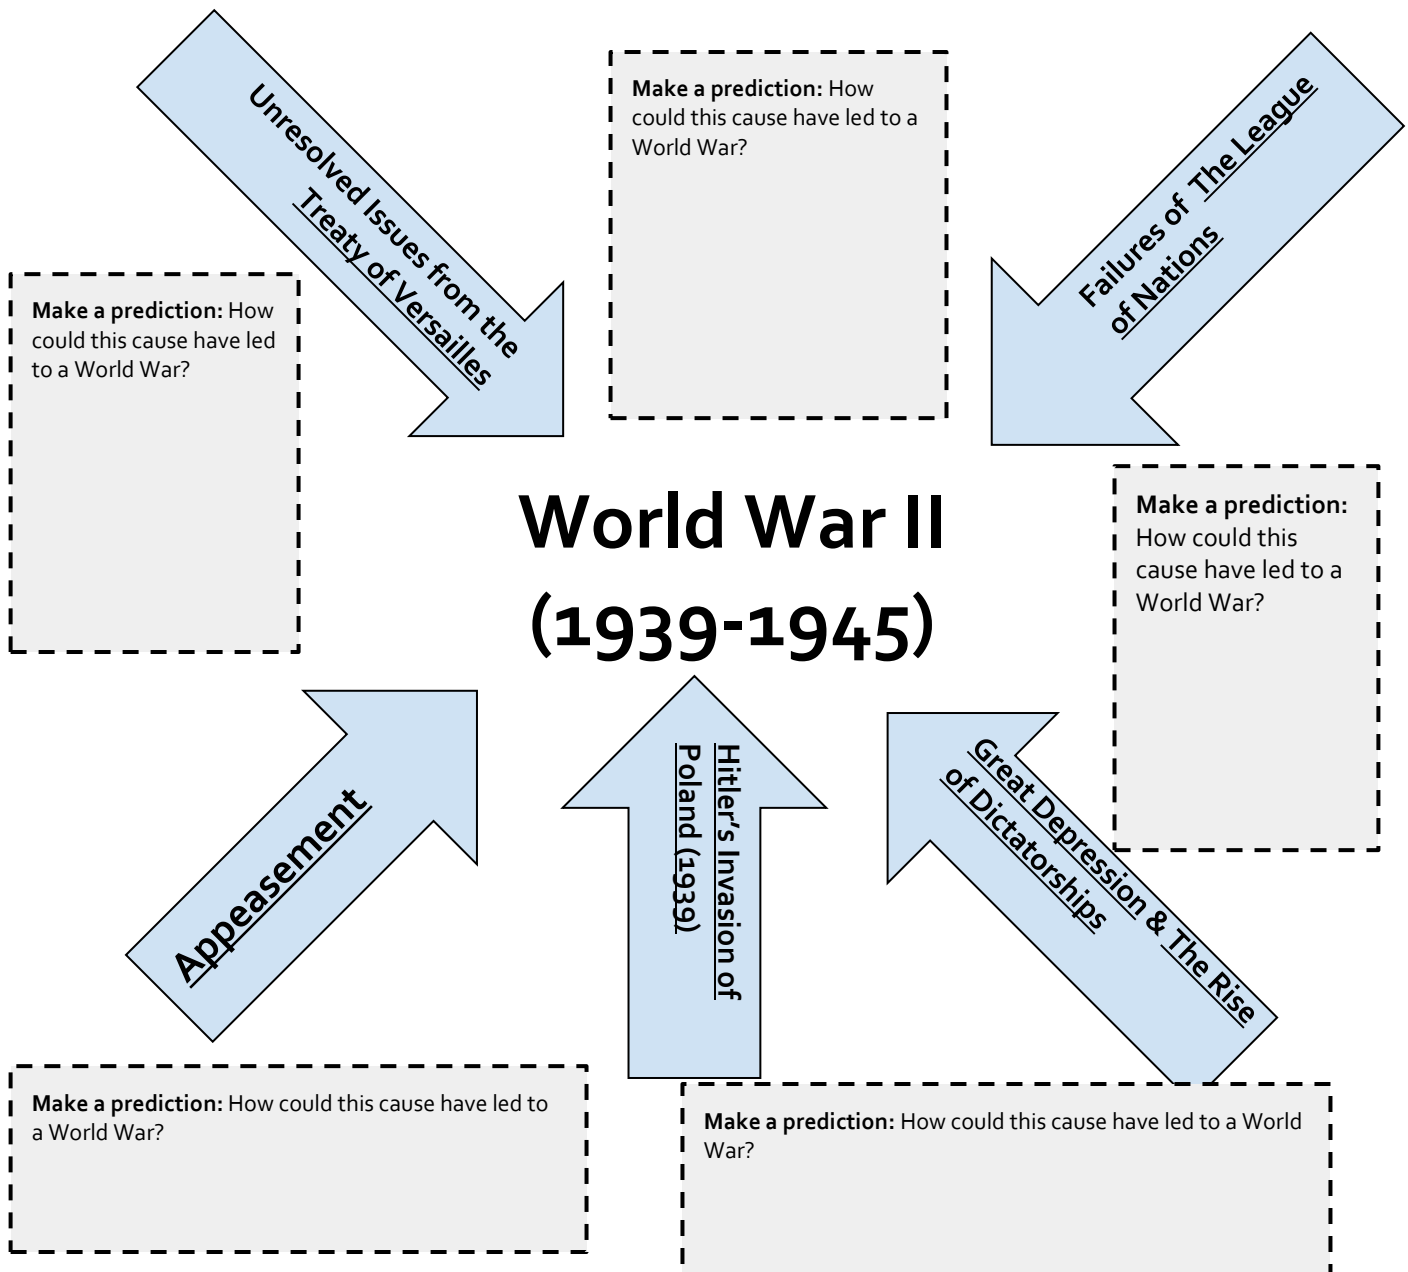 Unresolved Issues from the
Treaty of Versailles
Make a prediction: How
could this cause have led to a
World War?
Failures of The League
of Nations
Make a prediction: How
could this cause have led
to a World War?
World War II
(1939-1945)
Make a prediction:
How could this
cause have led to a
World War?
Appeasement
Hitler's Invasion of
Poland (1939)
Great Depression & The Rise
of Dictatorships
Make a prediction: How could this cause have led to
a World War?
Make a prediction: How could this cause have led to a World
War?